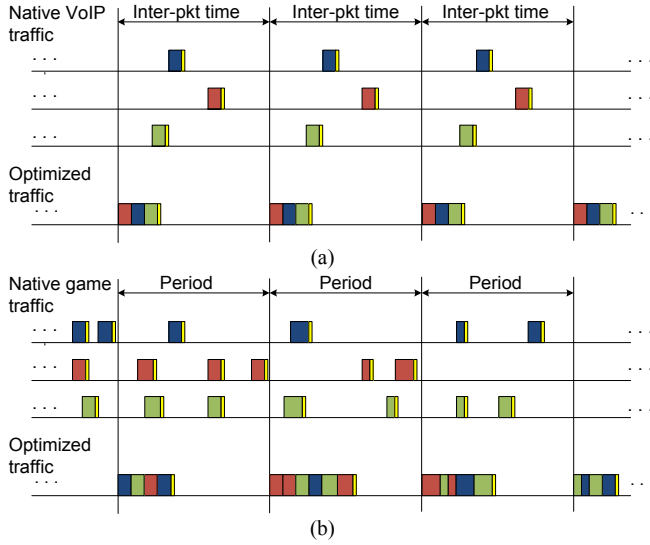 Native VoIP traffic
Inter-pkt time Inter-pkt time Inter-pkt time
. . . . . .
. . . . . .
. . . . . .
Optimized traffic
. . . . .
(a)
Native game traffic
Period Period Period
. . . . . .
. . . . . .
. . . . . .
Optimized traffic
. . . . .
(b)